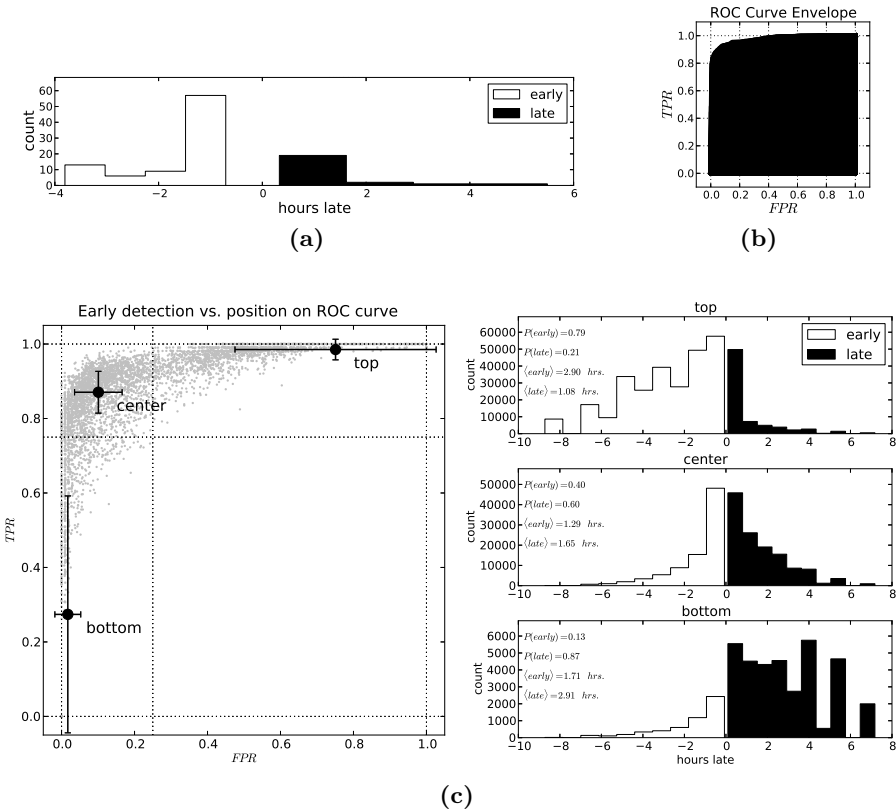 60
50
40
30
20
10
0
count
early
late
−4
−2
0
2
4
6
hours late
(a)
ROC Curve Envelope
1.0
0.8
0.6
0.4
0.2
0.0
TPR
0.0
0.2
0.4
0.6
0.8
1.0
FPR
(b)
Early detection vs. position on ROC curve
1.0
0.8
0.6
0.4
0.2
0.0
TPR
top
center
bottom
0.0
0.2
0.4
0.6
0.8
1.0
FPR
top
60000
50000
40000
30000
20000
10000
0
count
P(early)=0.79
P(late)=0.21
⟨early⟩=2.90 hrs.
⟨late⟩=1.08 hrs.
early
late
−10
−8
−6
−4
−2
0
2
4
6
8
center
50000
40000
30000
20000
10000
0
count
P(early)=0.40
P(late)=0.60
⟨early⟩=1.29 hrs.
⟨late⟩=1.65 hrs.
−10
−8
−6
−4
−2
0
2
4
6
8
bottom
6000
5000
4000
3000
2000
1000
0
count
P(early)=0.13
P(late)=0.87
⟨early⟩=1.71 hrs.
⟨late⟩=2.91 hrs.
−10
−8
−6
−4
−2
0
2
4
6
8
hours late
(c)